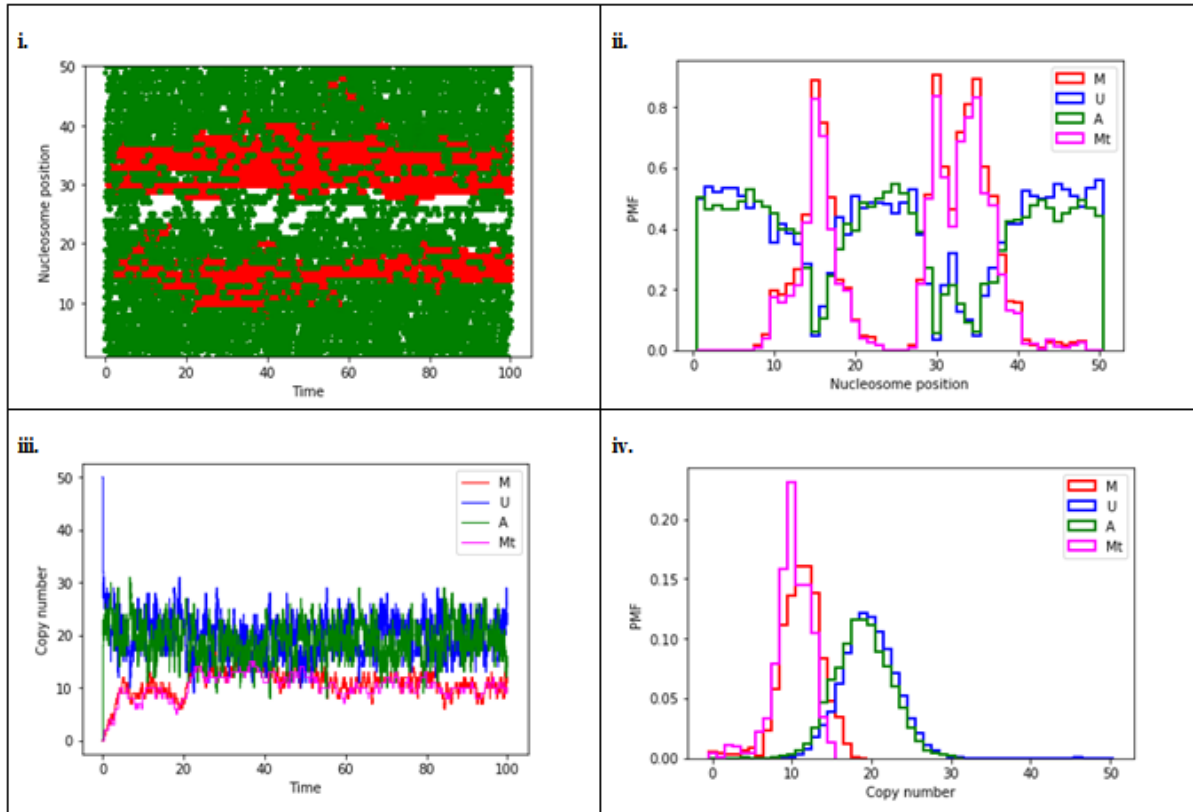 i.
50
40
30
20
10
Nucleosome position
0 20 40 60 80 100
Time
ii.
M
U
A
Mt
0.8
0.6
0.4
0.2
0.0
PMF
0 10 20 30 40 50
Nucleosome position
iii.
M
U
A
Mt
50
40
30
20
10
0
Copy number
0 20 40 60 80 100
Time
iv.
M
U
A
Mt
0.20
0.15
0.10
0.05
0.00
PMF
0 10 20 30 40 50
Copy number